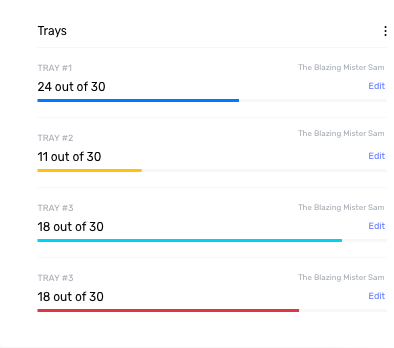 Trays
TRAY #1 The Blazing Mister Sam
24 out of 30 Edit
TRAY #2 The Blazing Mister Sam
11 out of 30 Edit
TRAY #3 The Blazing Mister Sam
18 out of 30 Edit
TRAY #3 The Blazing Mister Sam
18 out of 30 Edit